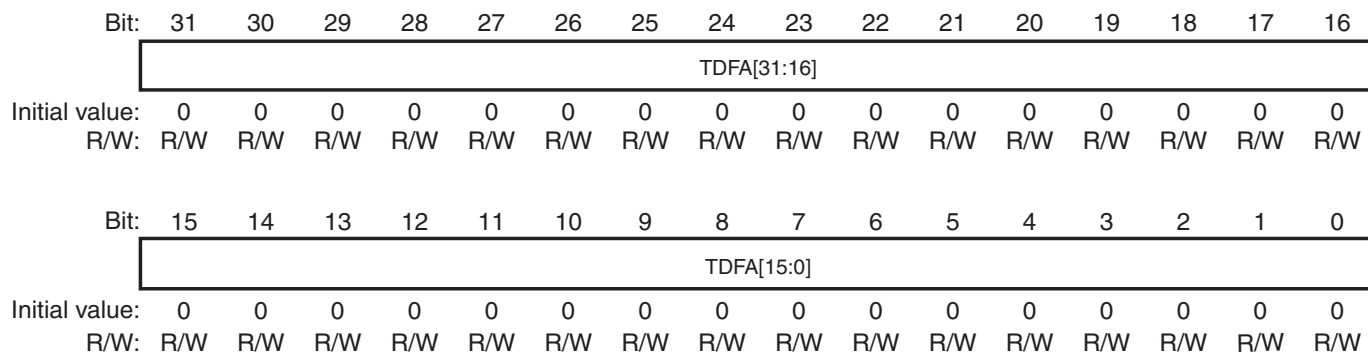 Bit: 31 30 29 28 27 26 25 24 23 22 21 20 19 18 17 16
TDFA[31:16]
Initial value: 0 0 0 0 0 0 0 0 0 0 0 0 0 0 0 0
R/W: R/W R/W R/W R/W R/W R/W R/W R/W R/W R/W R/W R/W R/W R/W R/W R/W
Bit: 15 14 13 12 11 10 9 8 7 6 5 4 3 2 1 0
TDFA[15:0]
Initial value: 0 0 0 0 0 0 0 0 0 0 0 0 0 0 0 0
R/W: R/W R/W R/W R/W R/W R/W R/W R/W R/W R/W R/W R/W R/W R/W R/W R/W